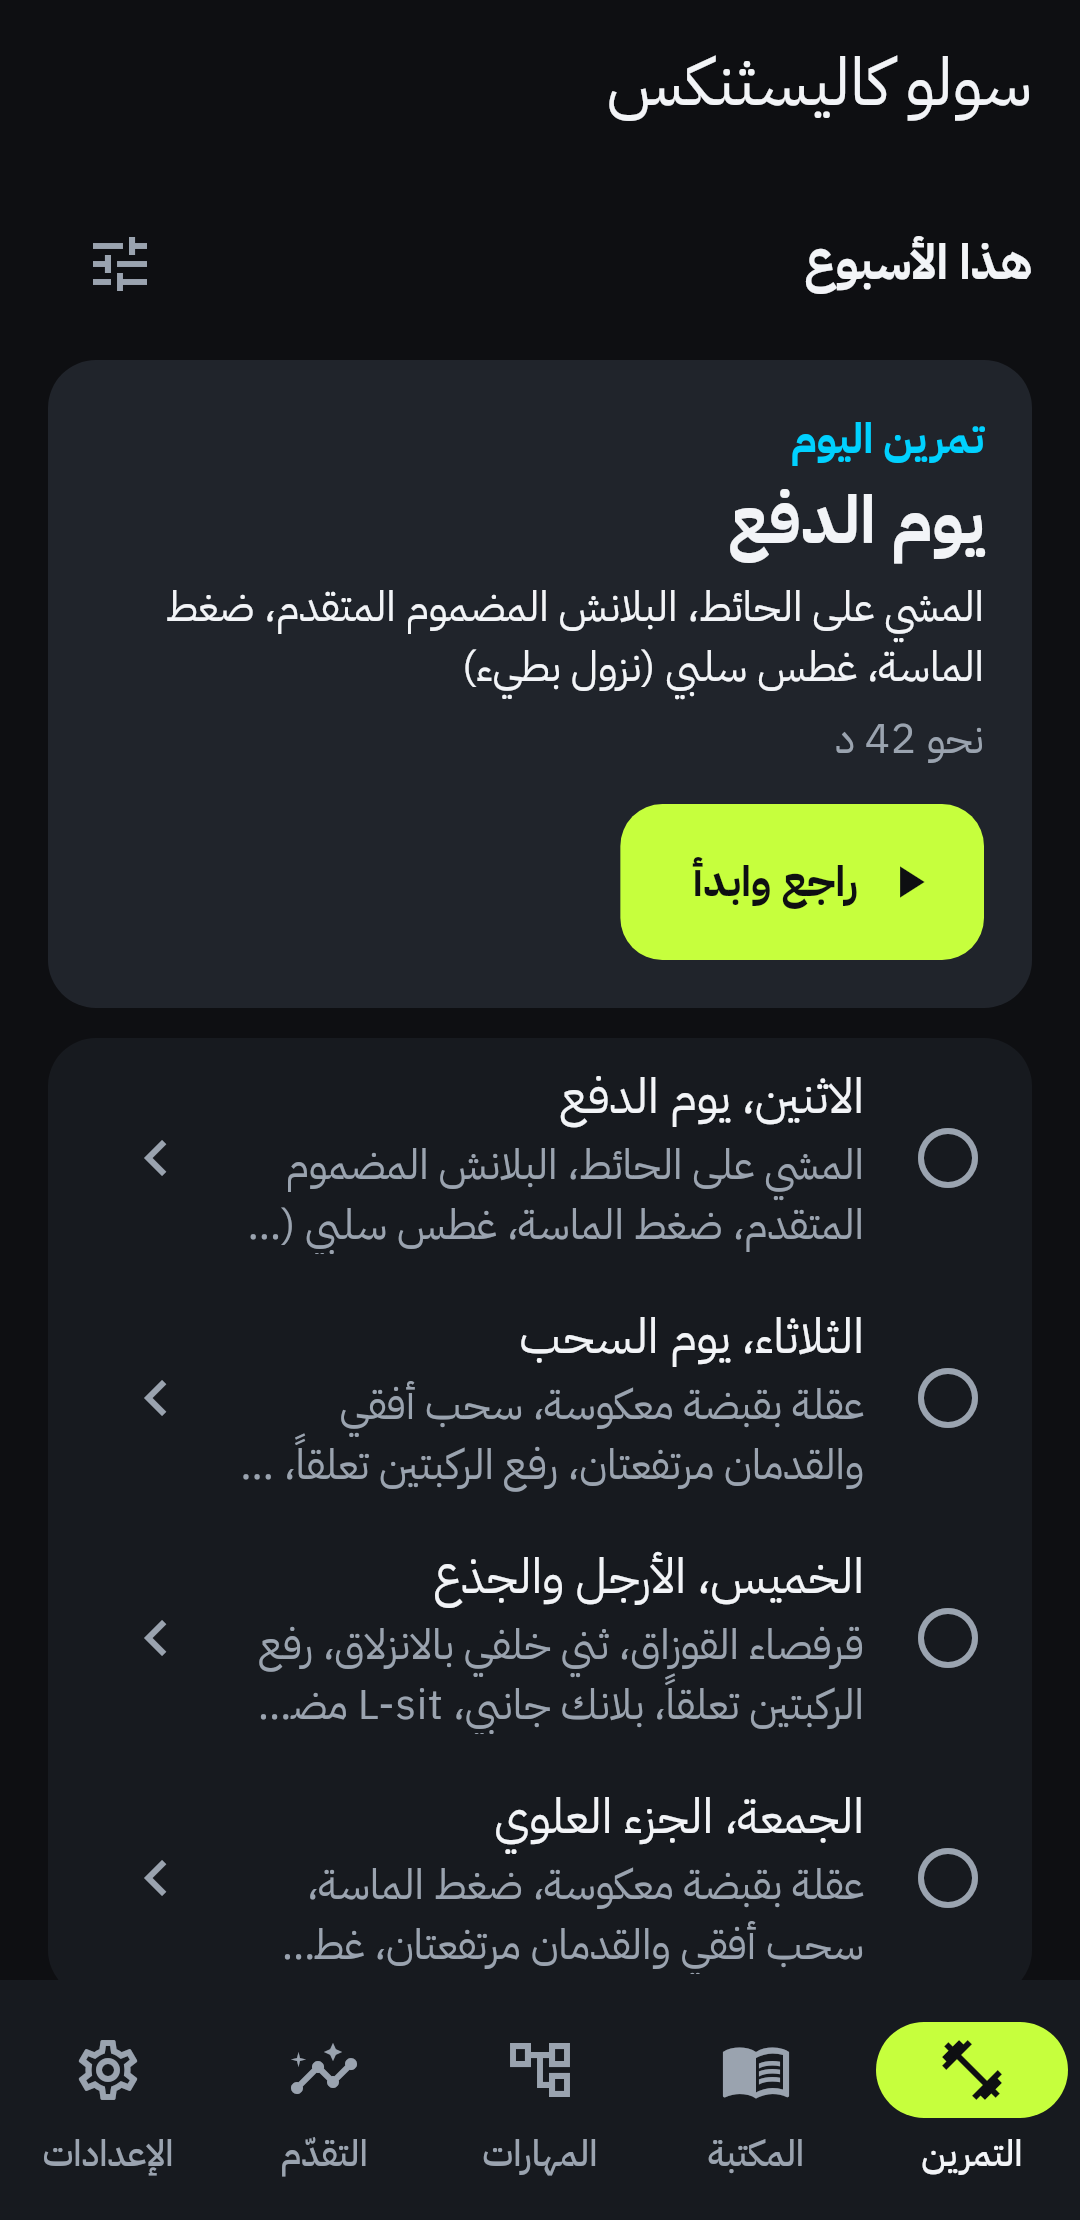 سولو كاليسثنكس
هذا الأسبوع
تمرين اليوم
يوم الدفع
المشي على الحائط، البلانش المضموم المتقدم، ضغط
الماسة، غطس سلبي (نزول بطيء)
نحو 42 د
راجع وابدأ
الاثنين، يوم الدفع
المشي على الحائط، البلانش المضموم
المتقدم، ضغط الماسة، غطس سلبي (...
الثلاثاء، يوم السحب
عقلة بقبضة معكوسة، سحب أفقي
والقدمان مرتفعتان، رفع الركبتين تعلقاً، ...
الخميس، الأرجل والجذع
قرفصاء القوزاق، ثني خلفي بالانزلاق، رفع
الركبتين تعلقاً، بلانك جانبي، L-sit مضـ...
الجمعة، الجزء العلوي
عقلة بقبضة معكوسة، ضغط الماسة،
سحب أفقي والقدمان مرتفعتان، غطـ...
التمرين
المكتبة
المهارات
التقدّم
الإعدادات